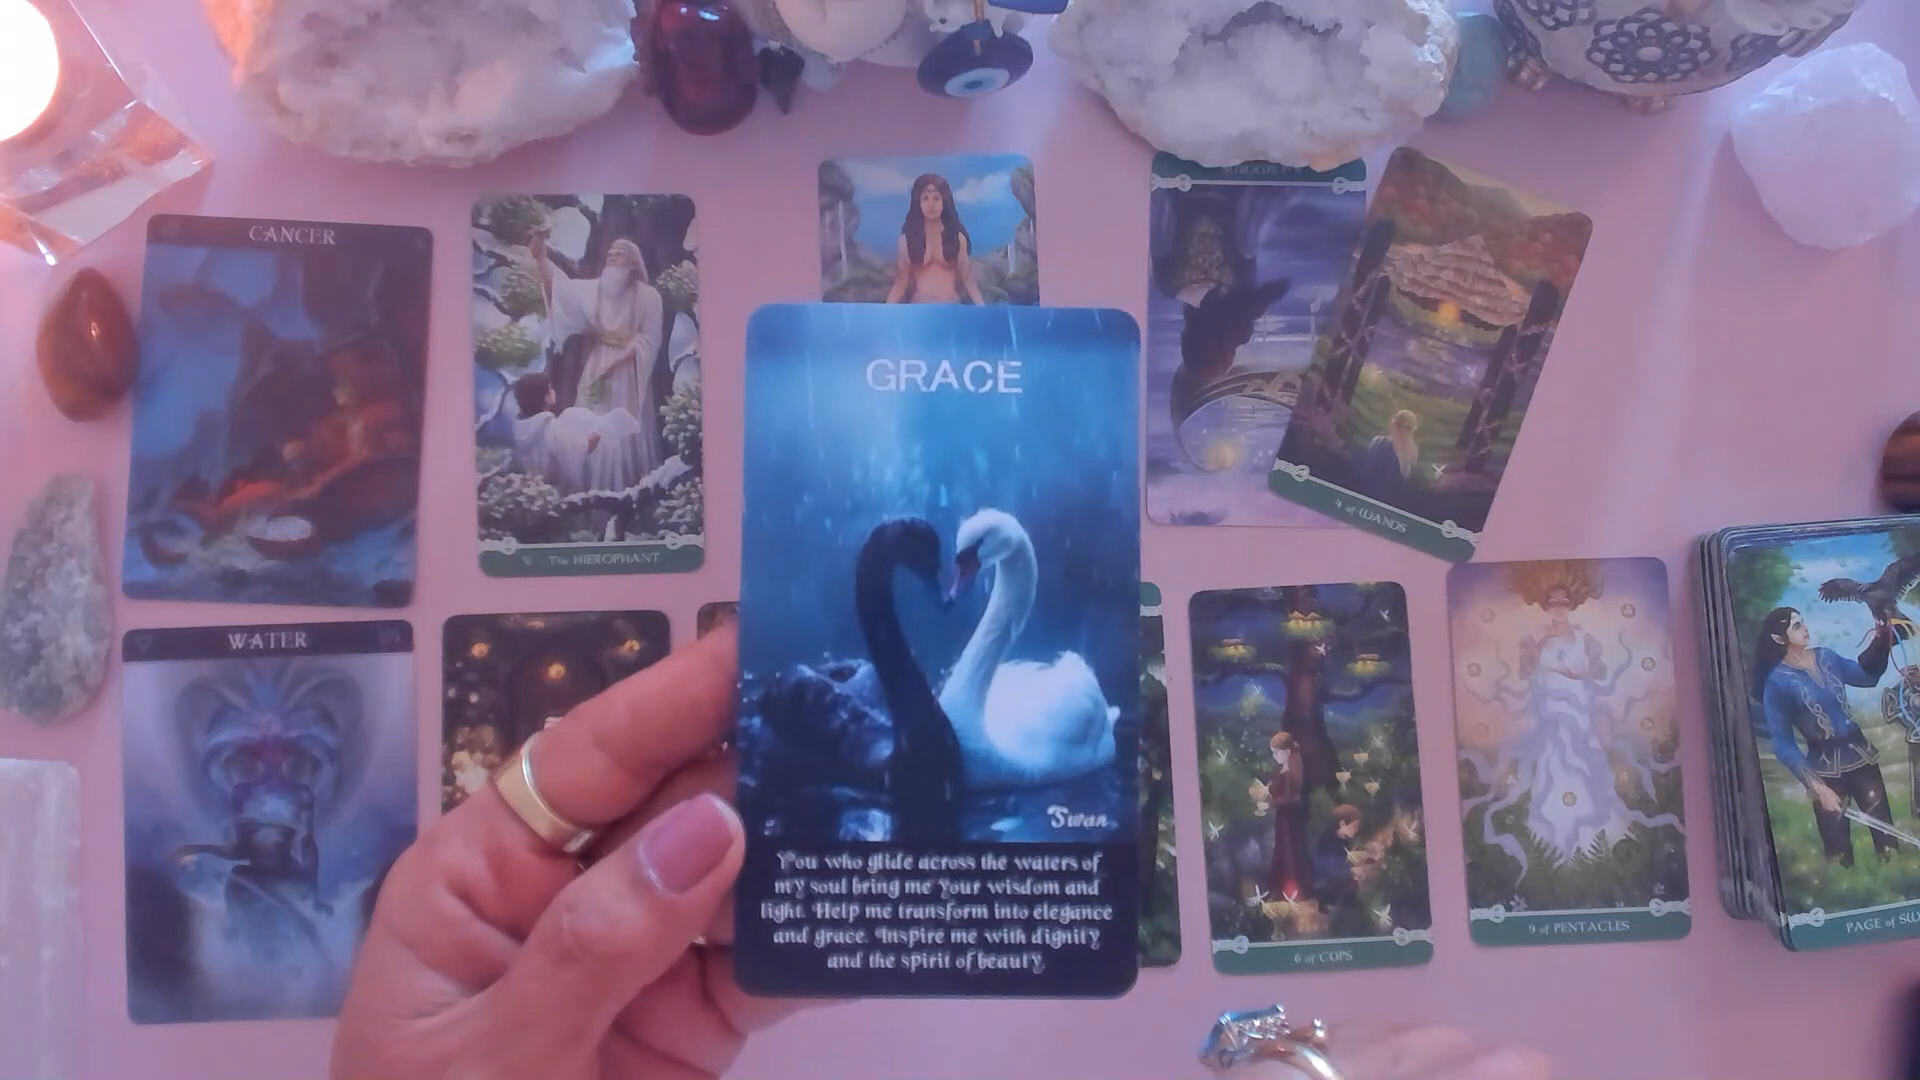 CANCER
V - The HIEROPHANT
4 of WANDS
GRACE
Swan
You who glide across the waters of
my soul bring me your wisdom and
light. Help me transform into elegance
and grace. Inspire me with dignity
and the spirit of beauty.
WATER
6 of CUPS
9 of PENTACLES
PAGE of